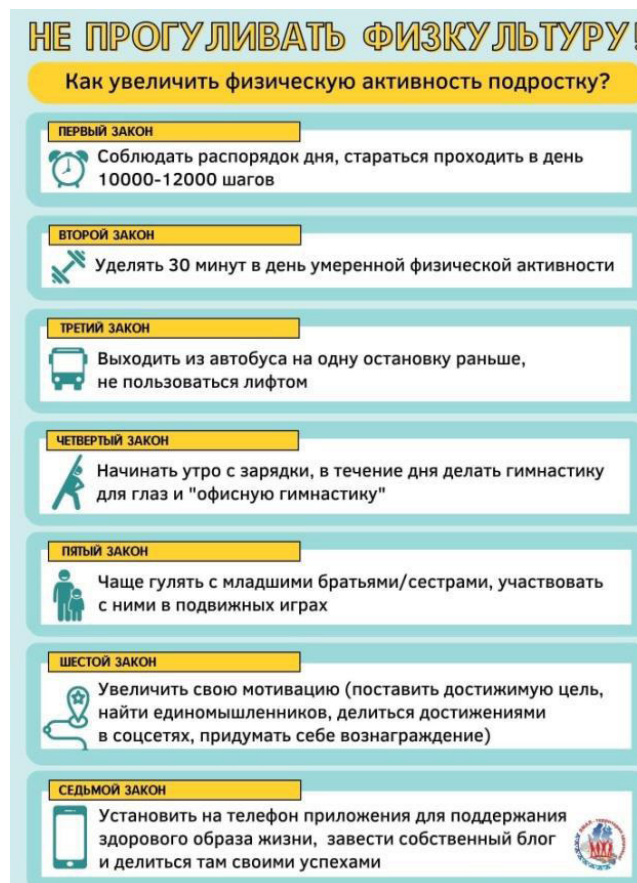 НЕ ПРОГУЛИВАТЬ ФИЗКУЛЬТУРУ!
Как увеличить физическую активность подростку?
ПЕРВЫЙ ЗАКОН
Соблюдать распорядок дня, стараться проходить в день
10000-12000 шагов
ВТОРОЙ ЗАКОН
Уделять 30 минут в день умеренной физической активности
ТРЕТИЙ ЗАКОН
Выходить из автобуса на одну остановку раньше,
не пользоваться лифтом
ЧЕТВЕРТЫЙ ЗАКОН
Начинать утро с зарядки, в течение дня делать гимнастику
для глаз и "офисную гимнастику"
ПЯТЫЙ ЗАКОН
Чаще гулять с младшими братьями/сестрами, участвовать
с ними в подвижных играх
ШЕСТОЙ ЗАКОН
Увеличить свою мотивацию (поставить достижимую цель,
найти единомышленников, делиться достижениями
в соцсетях, придумать себе вознаграждение)
СЕДЬМОЙ ЗАКОН
Установить на телефон приложения для поддержания
здорового образа жизни, завести собственный блог
и делиться там своими успехами